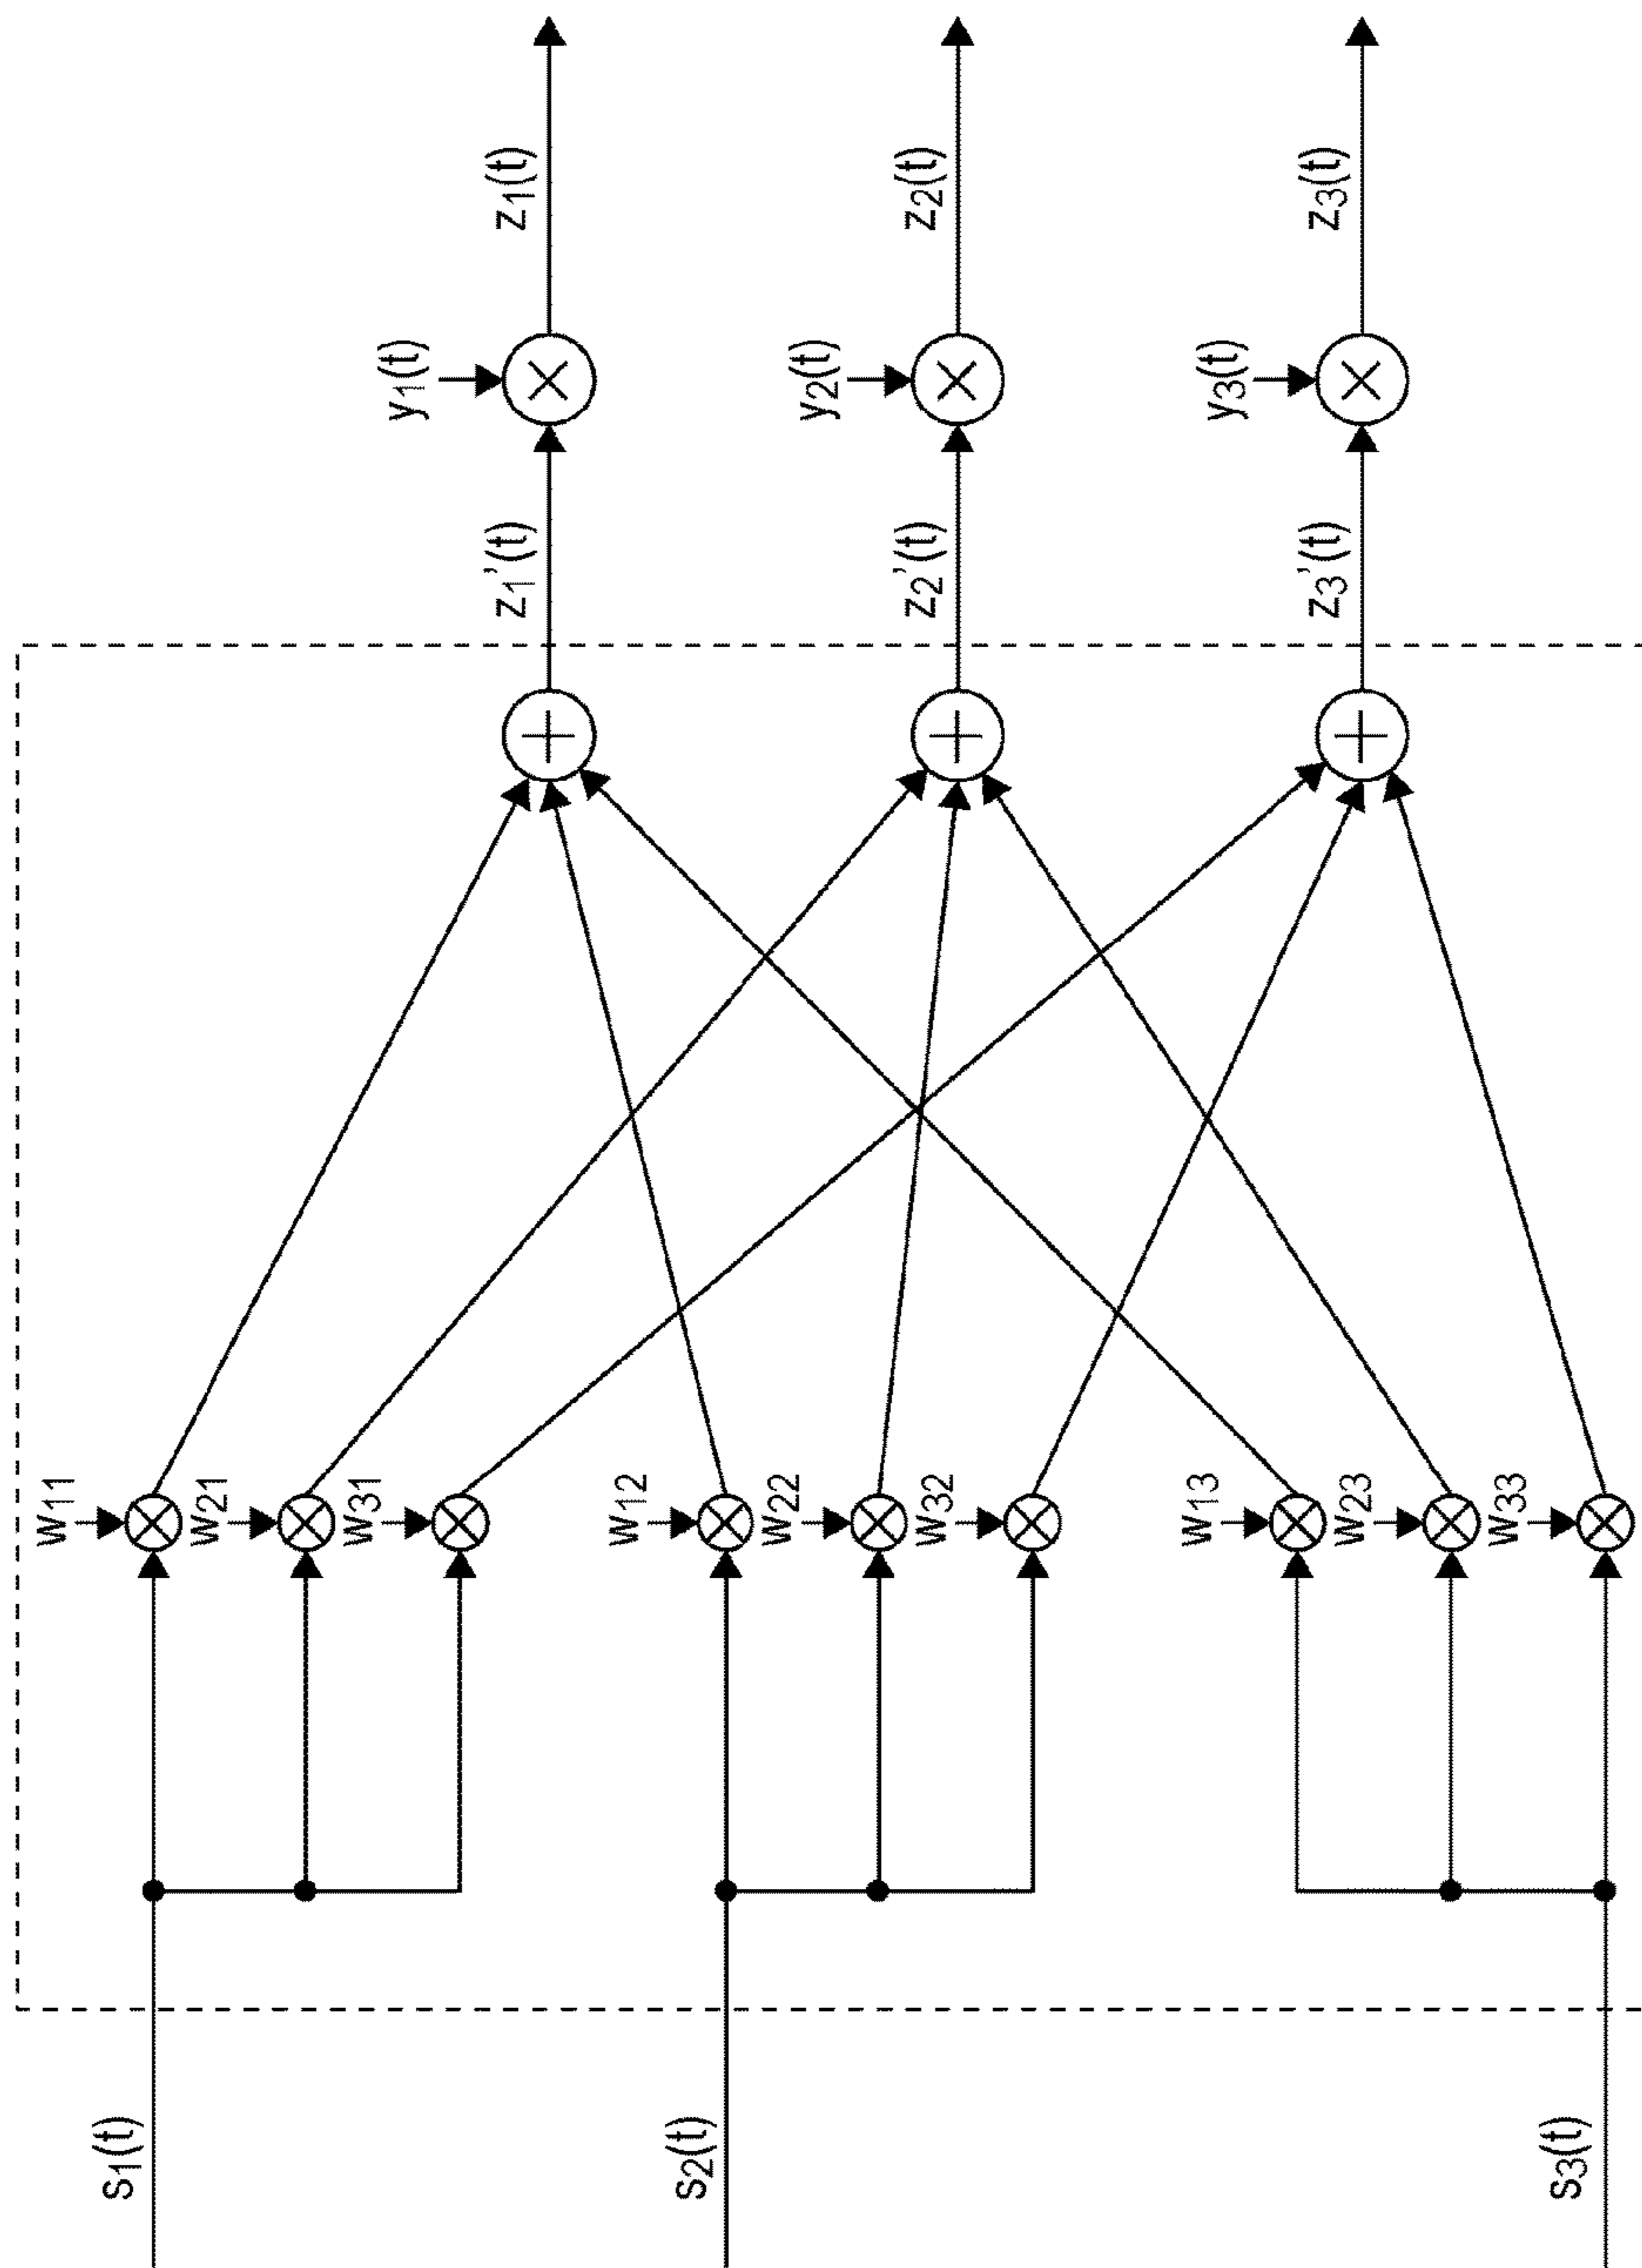 s1(t)
w11
w21
w31
s2(t)
w12
w22
w32
s3(t)
w13
w23
w33
z1'(t)
y1(t)
z1(t)
z2'(t)
y2(t)
z2(t)
z3'(t)
y3(t)
z3(t)